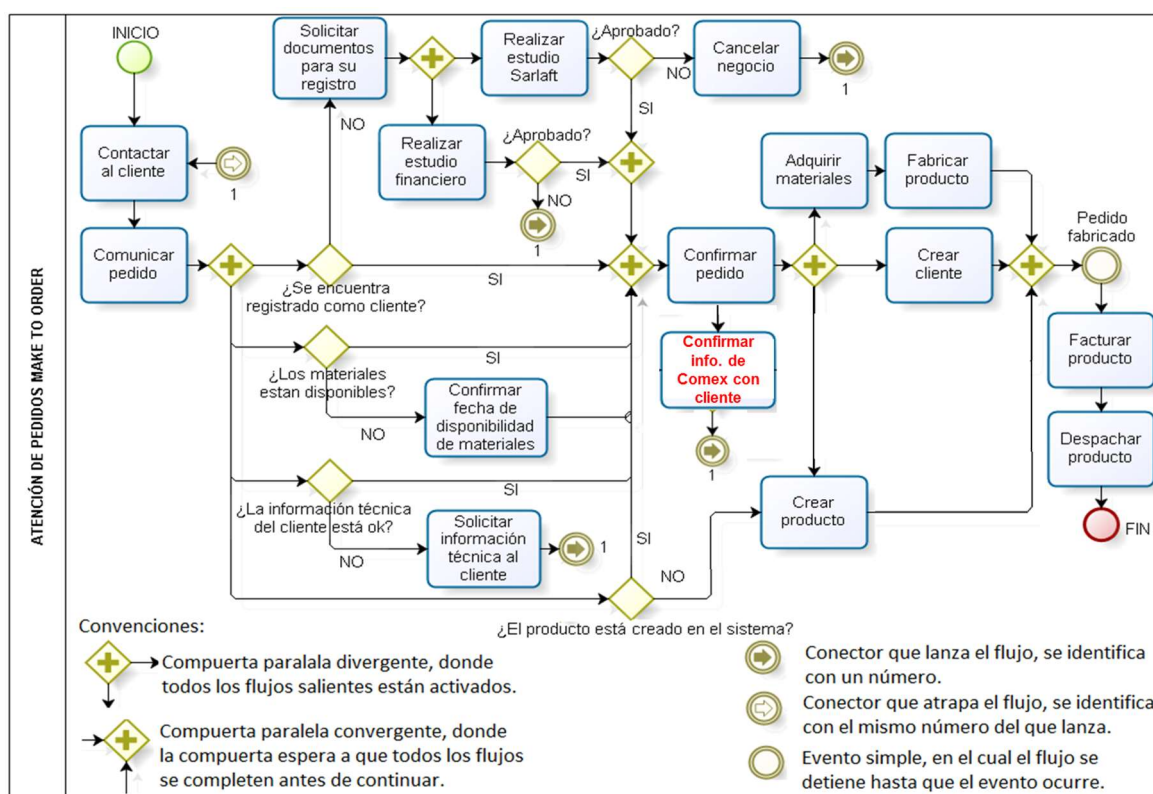 ATENCIÓN DE PEDIDOS MAKE TO ORDER
INICIO
Contactar
al cliente
1
Comunicar
pedido
Solicitar
documentos
para su
registro
NO
Realizar
estudio
Sarlaft
¿Aprobado?
NO
SI
Cancelar
negocio
1
Realizar
estudio
financiero
¿Aprobado?
SI
NO
1
¿Se encuentra
registrado como cliente?
SI
¿Los materiales
estan disponibles?
SI
NO
Confirmar
fecha de
disponibilidad
de materiales
¿La información técnica
del cliente está ok?
SI
NO
Solicitar
información
técnica al
cliente
1
¿El producto está creado en el sistema?
SI
NO
Confirmar
pedido
Confirmar
info. de
Comex con
cliente
1
Adquirir
materiales
Fabricar
producto
Crear
cliente
Crear
producto
Pedido
fabricado
Facturar
producto
Despachar
producto
FIN
Convenciones:
Compuerta paralala divergente, donde
todos los flujos salientes están activados.
Compuerta paralela convergente, donde
la compuerta espera a que todos los flujos
se completen antes de continuar.
Conector que lanza el flujo, se identifica
con un número.
Conector que atrapa el flujo, se identifica
con el mismo número del que lanza.
Evento simple, en el cual el flujo se
detiene hasta que el evento ocurre.